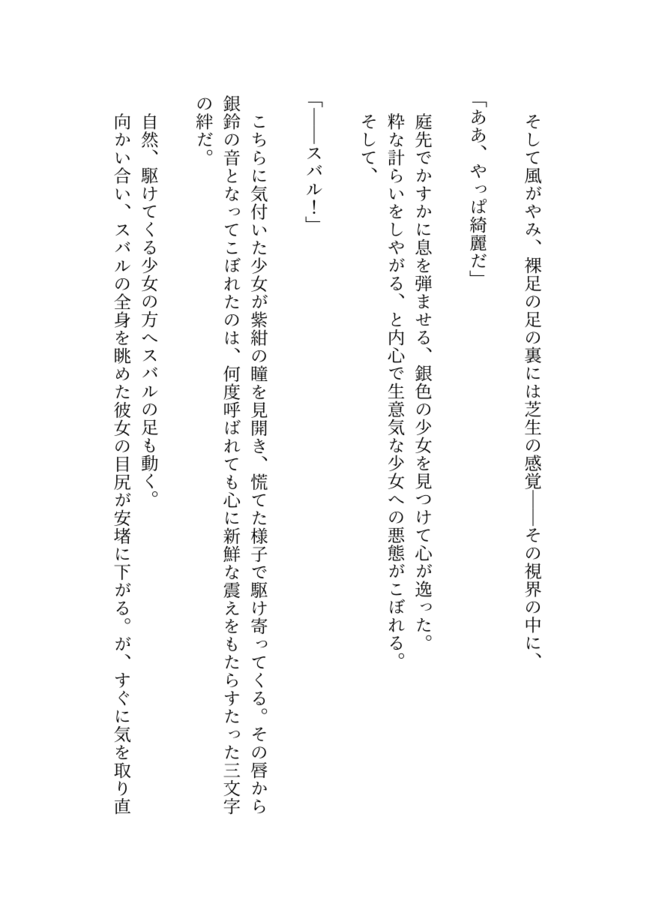 そして風がやみ、裸足の足の裏には芝生の感覚――その視界の中に、
「ああ、やっぱ綺麗だ」
庭先でかすかに息を弾ませる、銀色の少女を見つけて心が逸った。
粋な計らいをしやがる、と内心で生意気な少女への悪態がこぼれる。
そして、
「――スバル！」
こちらに気付いた少女が紫紺の瞳を見開き、慌てた様子で駆け寄ってくる。その唇から
銀鈴の音となってこぼれたのは、何度呼ばれても心に新鮮な震えをもたらすたった三文字
の絆だ。
自然、駆けてくる少女の方へスバルの足も動く。
向かい合い、スバルの全身を眺めた彼女の目尻が安堵に下がる。が、すぐに気を取り直